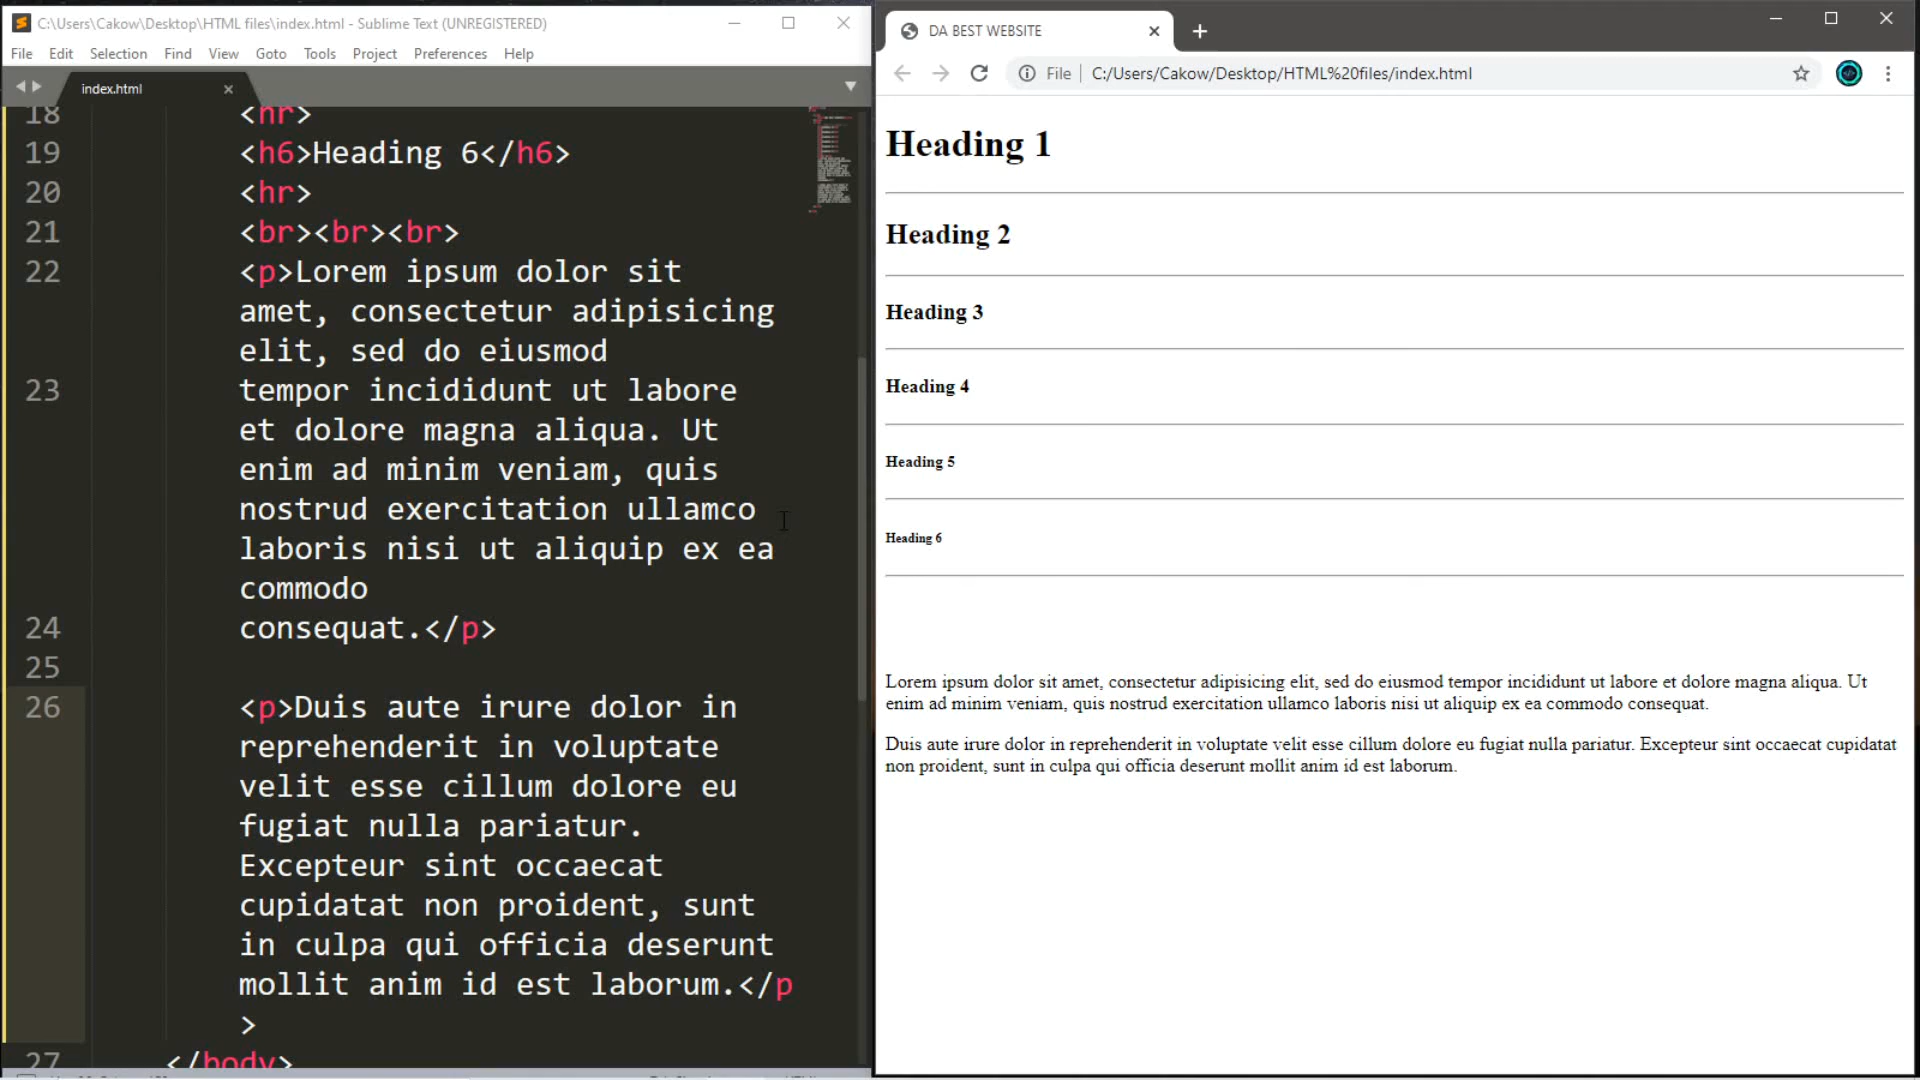 C:\Users\Cakow\Desktop\HTML files\index.html - Sublime Text (UNREGISTERED)
File Edit Selection Find View Goto Tools Project Preferences Help
index.html
18 <hr>
19 <h6>Heading 6</h6>
20 <hr>
21 <br><br><br>
22 <p>Lorem ipsum dolor sit
amet, consectetur adipisicing
elit, sed do eiusmod
23 tempor incididunt ut labore
et dolore magna aliqua. Ut
enim ad minim veniam, quis
nostrud exercitation ullamco
laboris nisi ut aliquip ex ea
commodo
24 consequat.</p>
25
26 <p>Duis aute irure dolor in
reprehenderit in voluptate
velit esse cillum dolore eu
fugiat nulla pariatur.
Excepteur sint occaecat
cupidatat non proident, sunt
in culpa qui officia deserunt
mollit anim id est laborum.</p
>
27 </body>
DA BEST WEBSITE
File C:/Users/Cakow/Desktop/HTML%20files/index.html
Heading 1
Heading 2
Heading 3
Heading 4
Heading 5
Heading 6
Lorem ipsum dolor sit amet, consectetur adipisicing elit, sed do eiusmod tempor incididunt ut labore et dolore magna aliqua. Ut
enim ad minim veniam, quis nostrud exercitation ullamco laboris nisi ut aliquip ex ea commodo consequat.
Duis aute irure dolor in reprehenderit in voluptate velit esse cillum dolore eu fugiat nulla pariatur. Excepteur sint occaecat cupidatat
non proident, sunt in culpa qui officia deserunt mollit anim id est laborum.